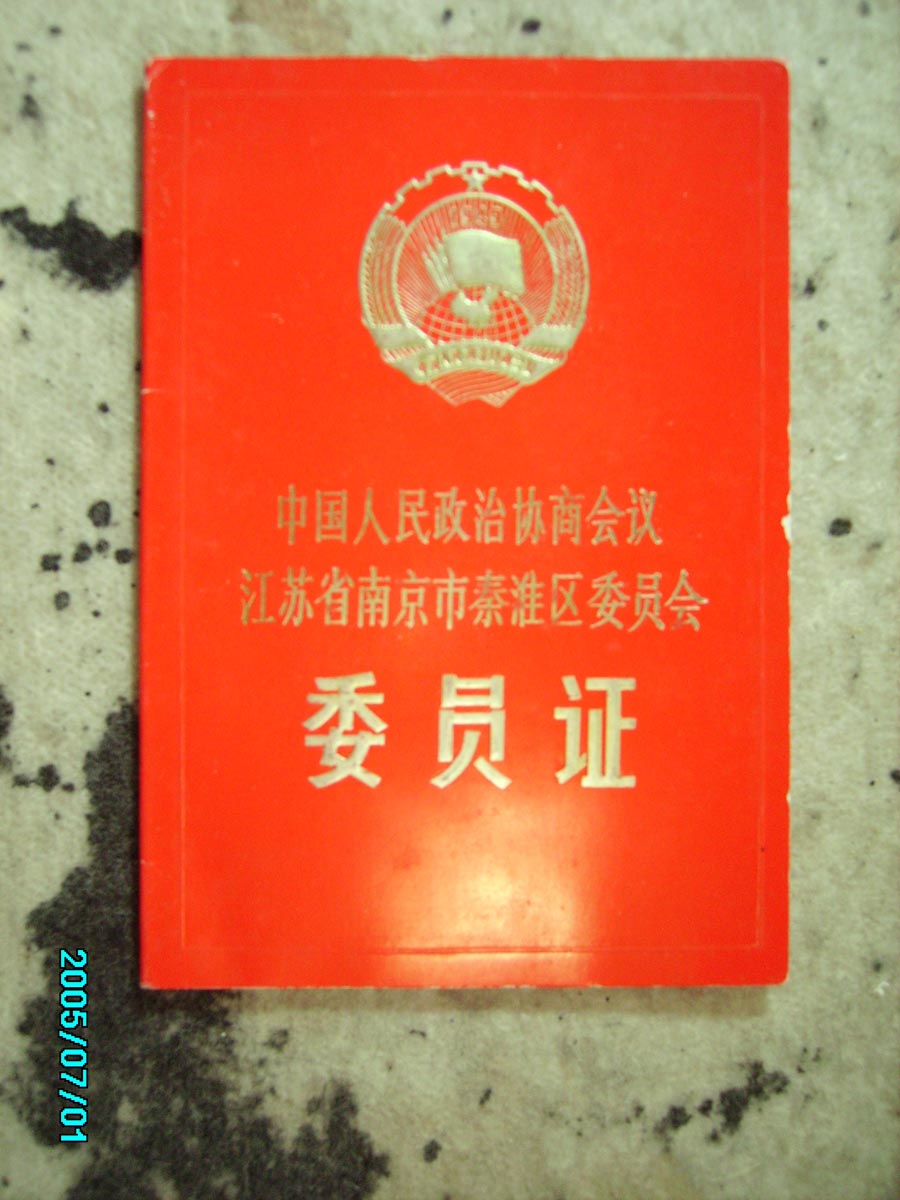 中国人民政治协商会议
江苏省南京市秦淮区委员会
委员证
2005/07/01